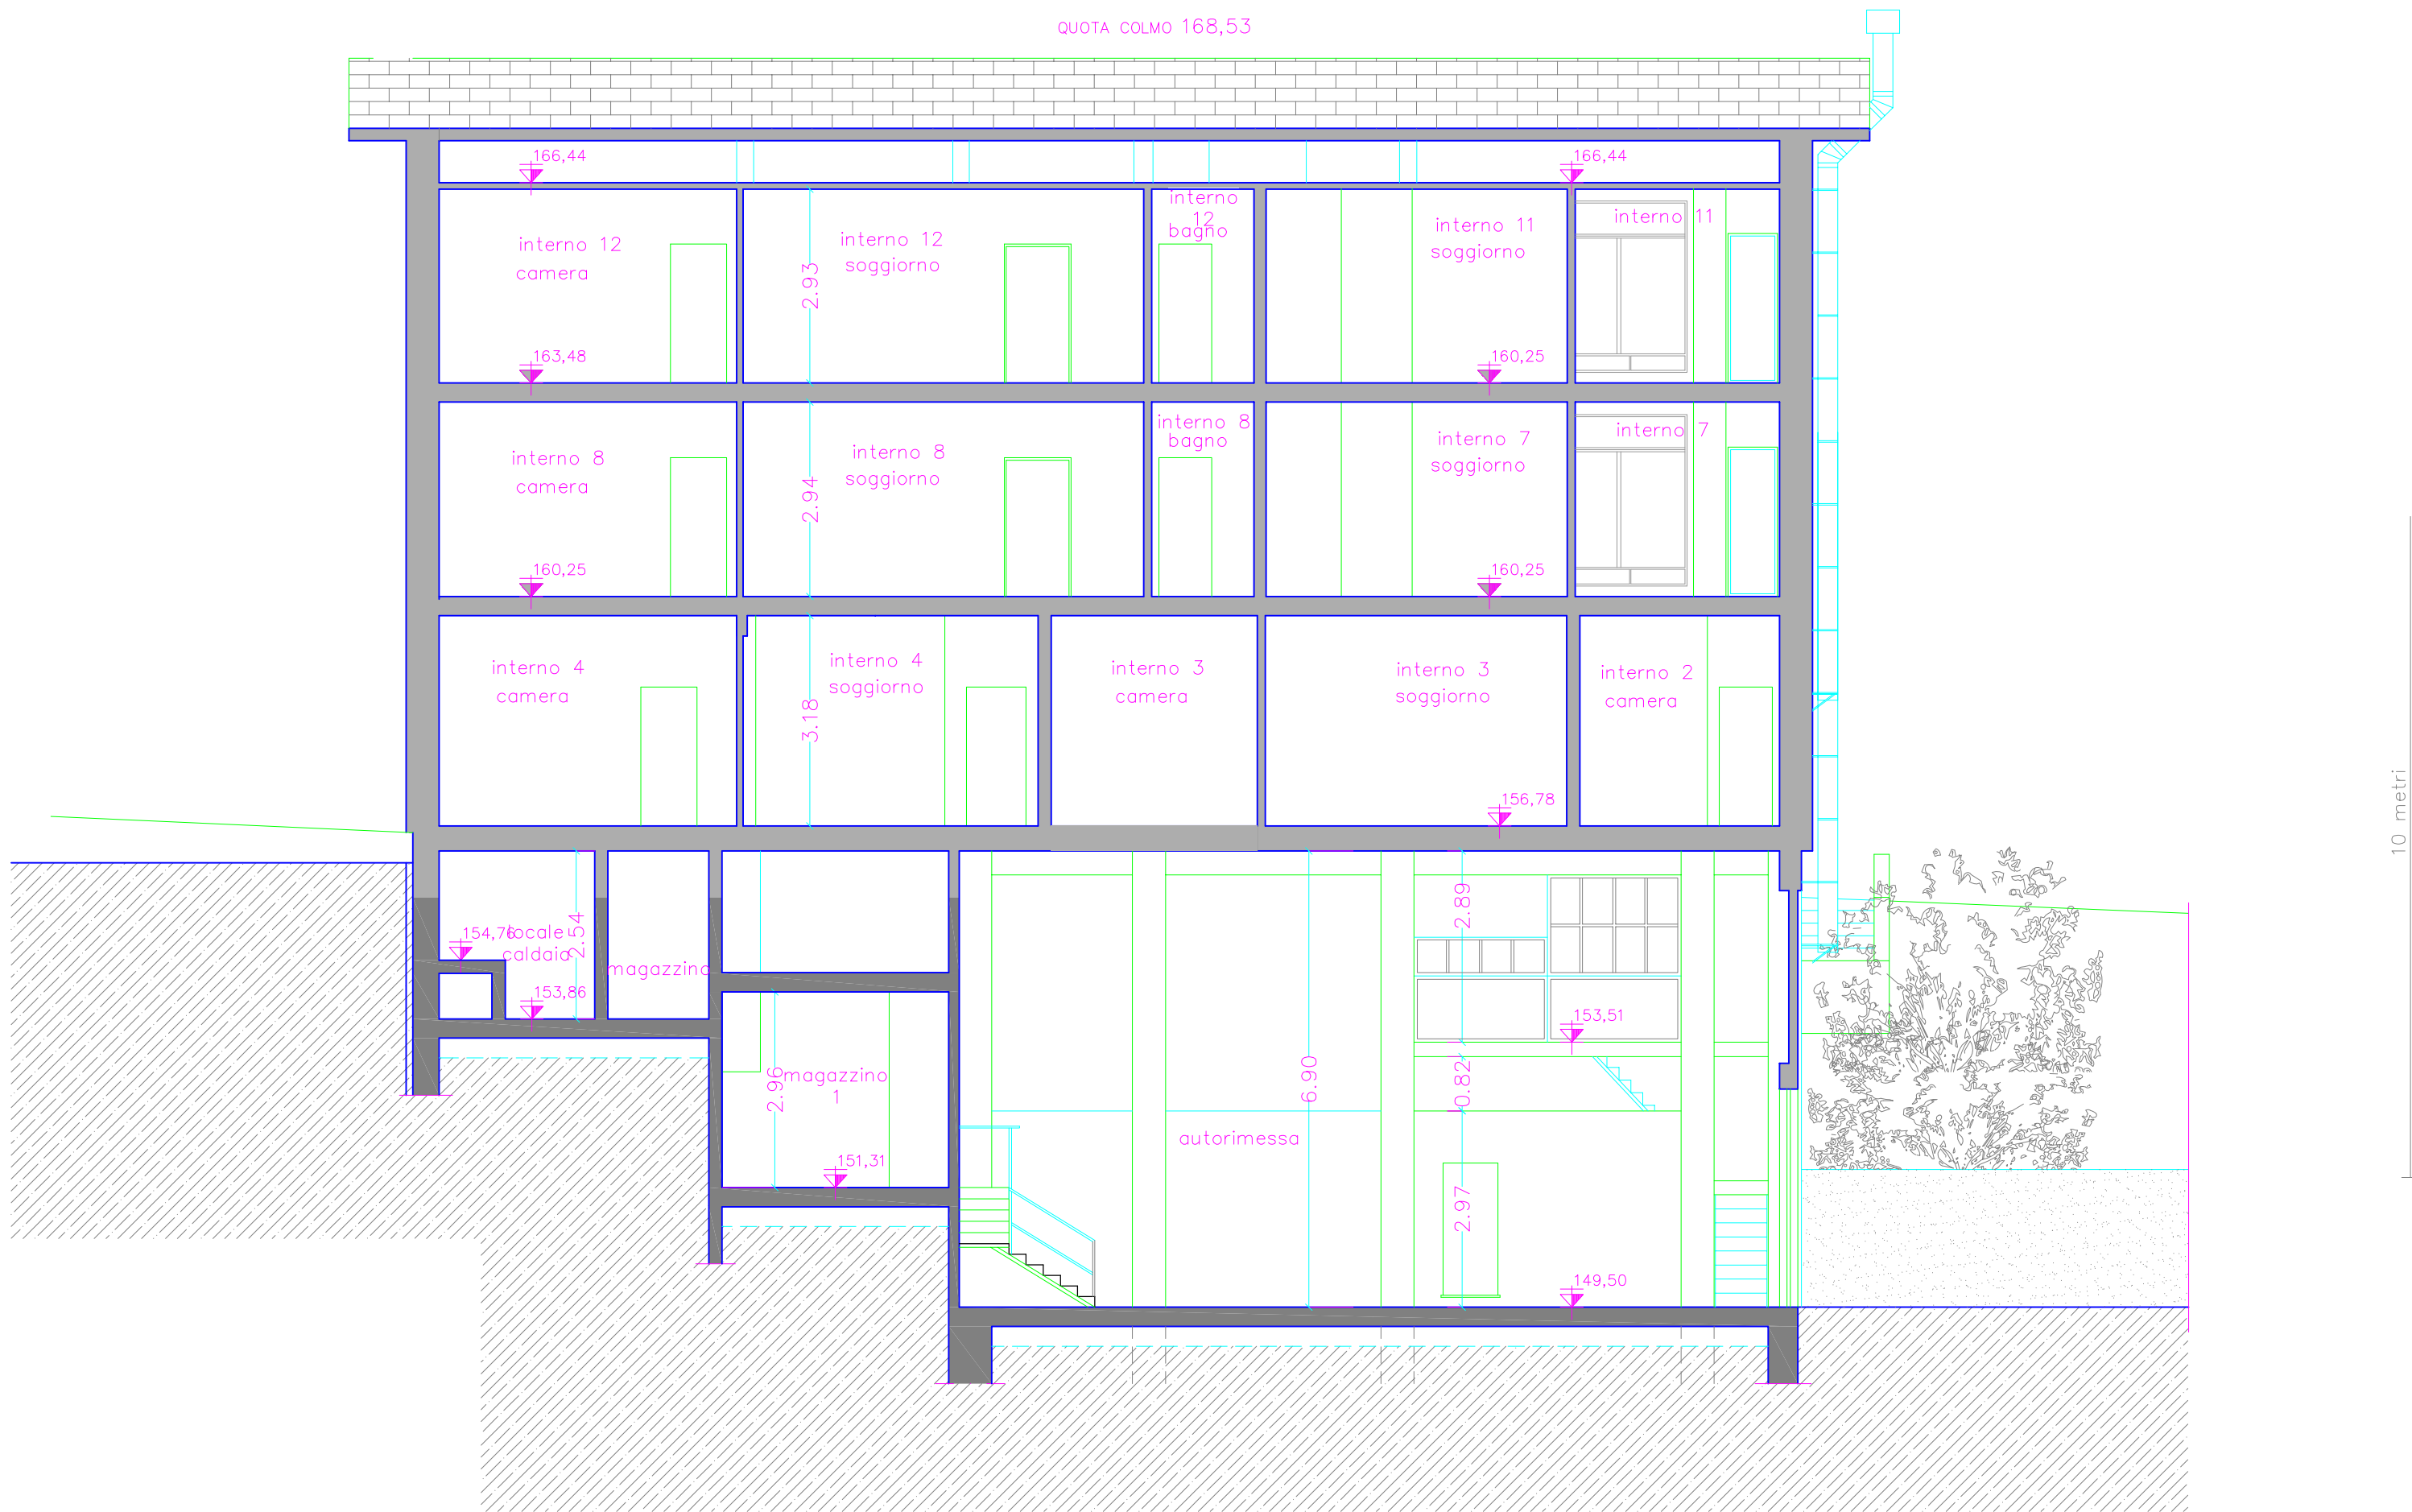 QUOTA COLMO 168,53
166,44
166,44
interno 12
camera
interno 12
soggiorno
interno
12
bagno
interno 11
soggiorno
interno 11
2.93
163,48
160,25
interno 8
camera
interno 8
soggiorno
interno 8
bagno
interno 7
soggiorno
interno 7
2.94
160,25
160,25
interno 4
camera
interno 4
soggiorno
interno 3
camera
interno 3
soggiorno
interno 2
camera
3.18
156,78
10 metri
154,76
locale
caldaia
2.54
magazzino
153,86
2.89
153,51
magazzino
1
2.96
6.90
0.82
autorimessa
151,31
2.97
149,50